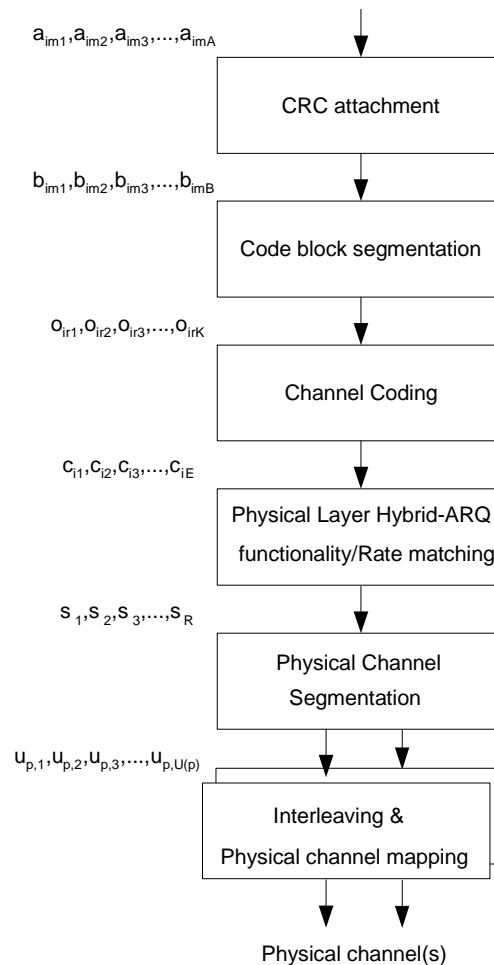 a_im1,a_im2,a_im3,...,a_imA
CRC attachment
b_im1,b_im2,b_im3,...,b_imB
Code block segmentation
o_ir1,o_ir2,o_ir3,...,o_irK
Channel Coding
c_i1,c_i2,c_i3,...,c_iE
Physical Layer Hybrid-ARQ
functionality/Rate matching
s_1,s_2,s_3,...,s_R
Physical Channel
Segmentation
u_p,1,u_p,2,u_p,3,...,u_p,U(p)
Interleaving &
Physical channel mapping
Physical channel(s)